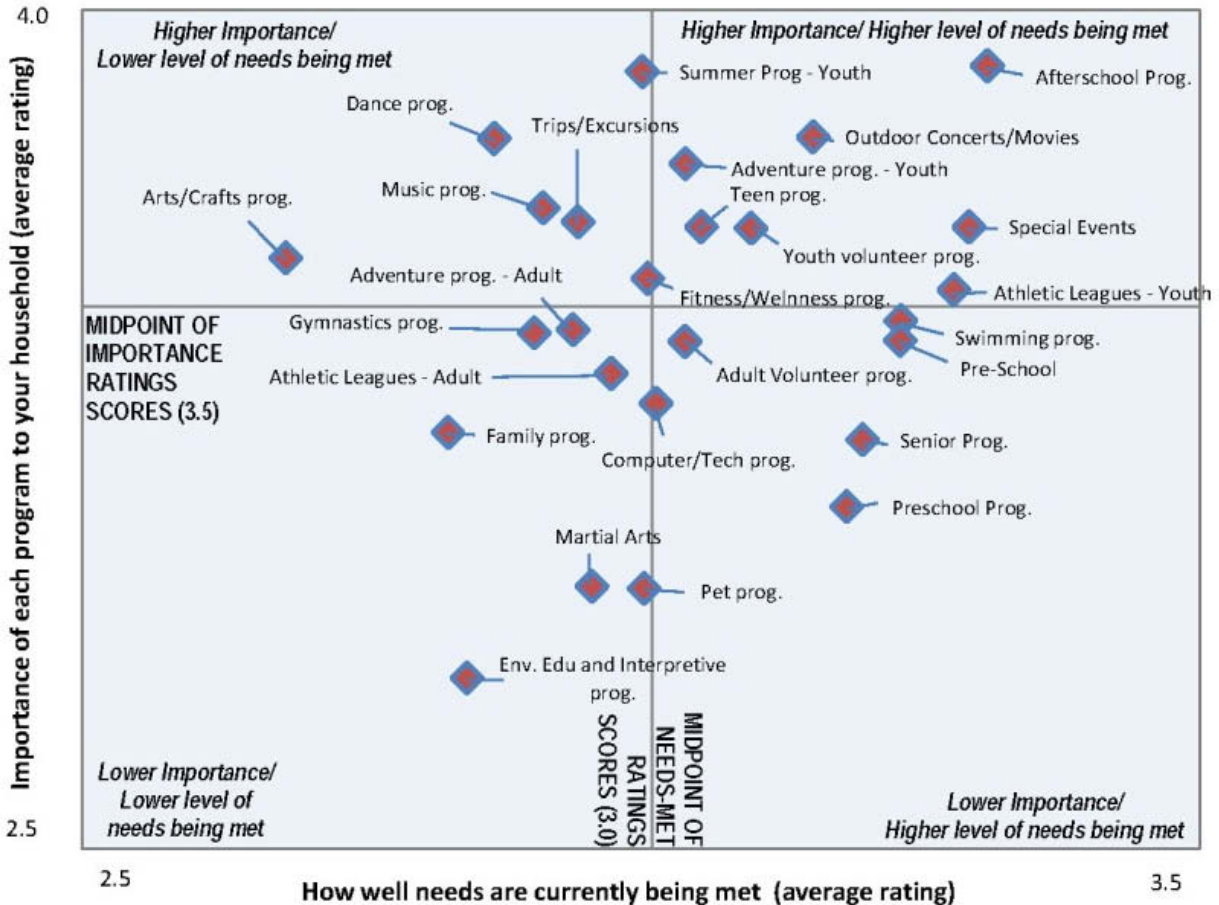 4.0
Higher Importance/
Lower level of needs being met
Higher Importance/ Higher level of needs being met
Summer Prog - Youth
Afterschool Prog.
Dance prog.
Trips/Excursions
Outdoor Concerts/Movies
Adventure prog. - Youth
Music prog.
Teen prog.
Arts/Crafts prog.
Special Events
Youth volunteer prog.
Adventure prog. - Adult
Fitness/Welnness prog.
Athletic Leagues - Youth
MIDPOINT OF
IMPORTANCE
RATINGS
SCORES (3.5)
Gymnastics prog.
Swimming prog.
Athletic Leagues - Adult
Adult Volunteer prog.
Pre-School
Family prog.
Computer/Tech prog.
Senior Prog.
Preschool Prog.
Martial Arts
Pet prog.
Env. Edu and Interpretive
prog.
MIDPOINT OF
NEEDS-MET
RATINGS
SCORES (3.0)
Lower Importance/
Lower level of
needs being met
Lower Importance/
Higher level of needs being met
2.5
2.5
3.5
How well needs are currently being met (average rating)
Importance of each program to your household (average rating)